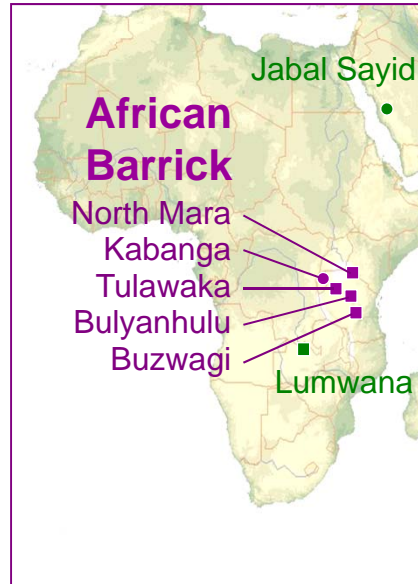 Jabal Sayid
African
Barrick
North Mara
Kabanga
Tulawaka
Bulyanhulu
Buzwagi
Lumwana